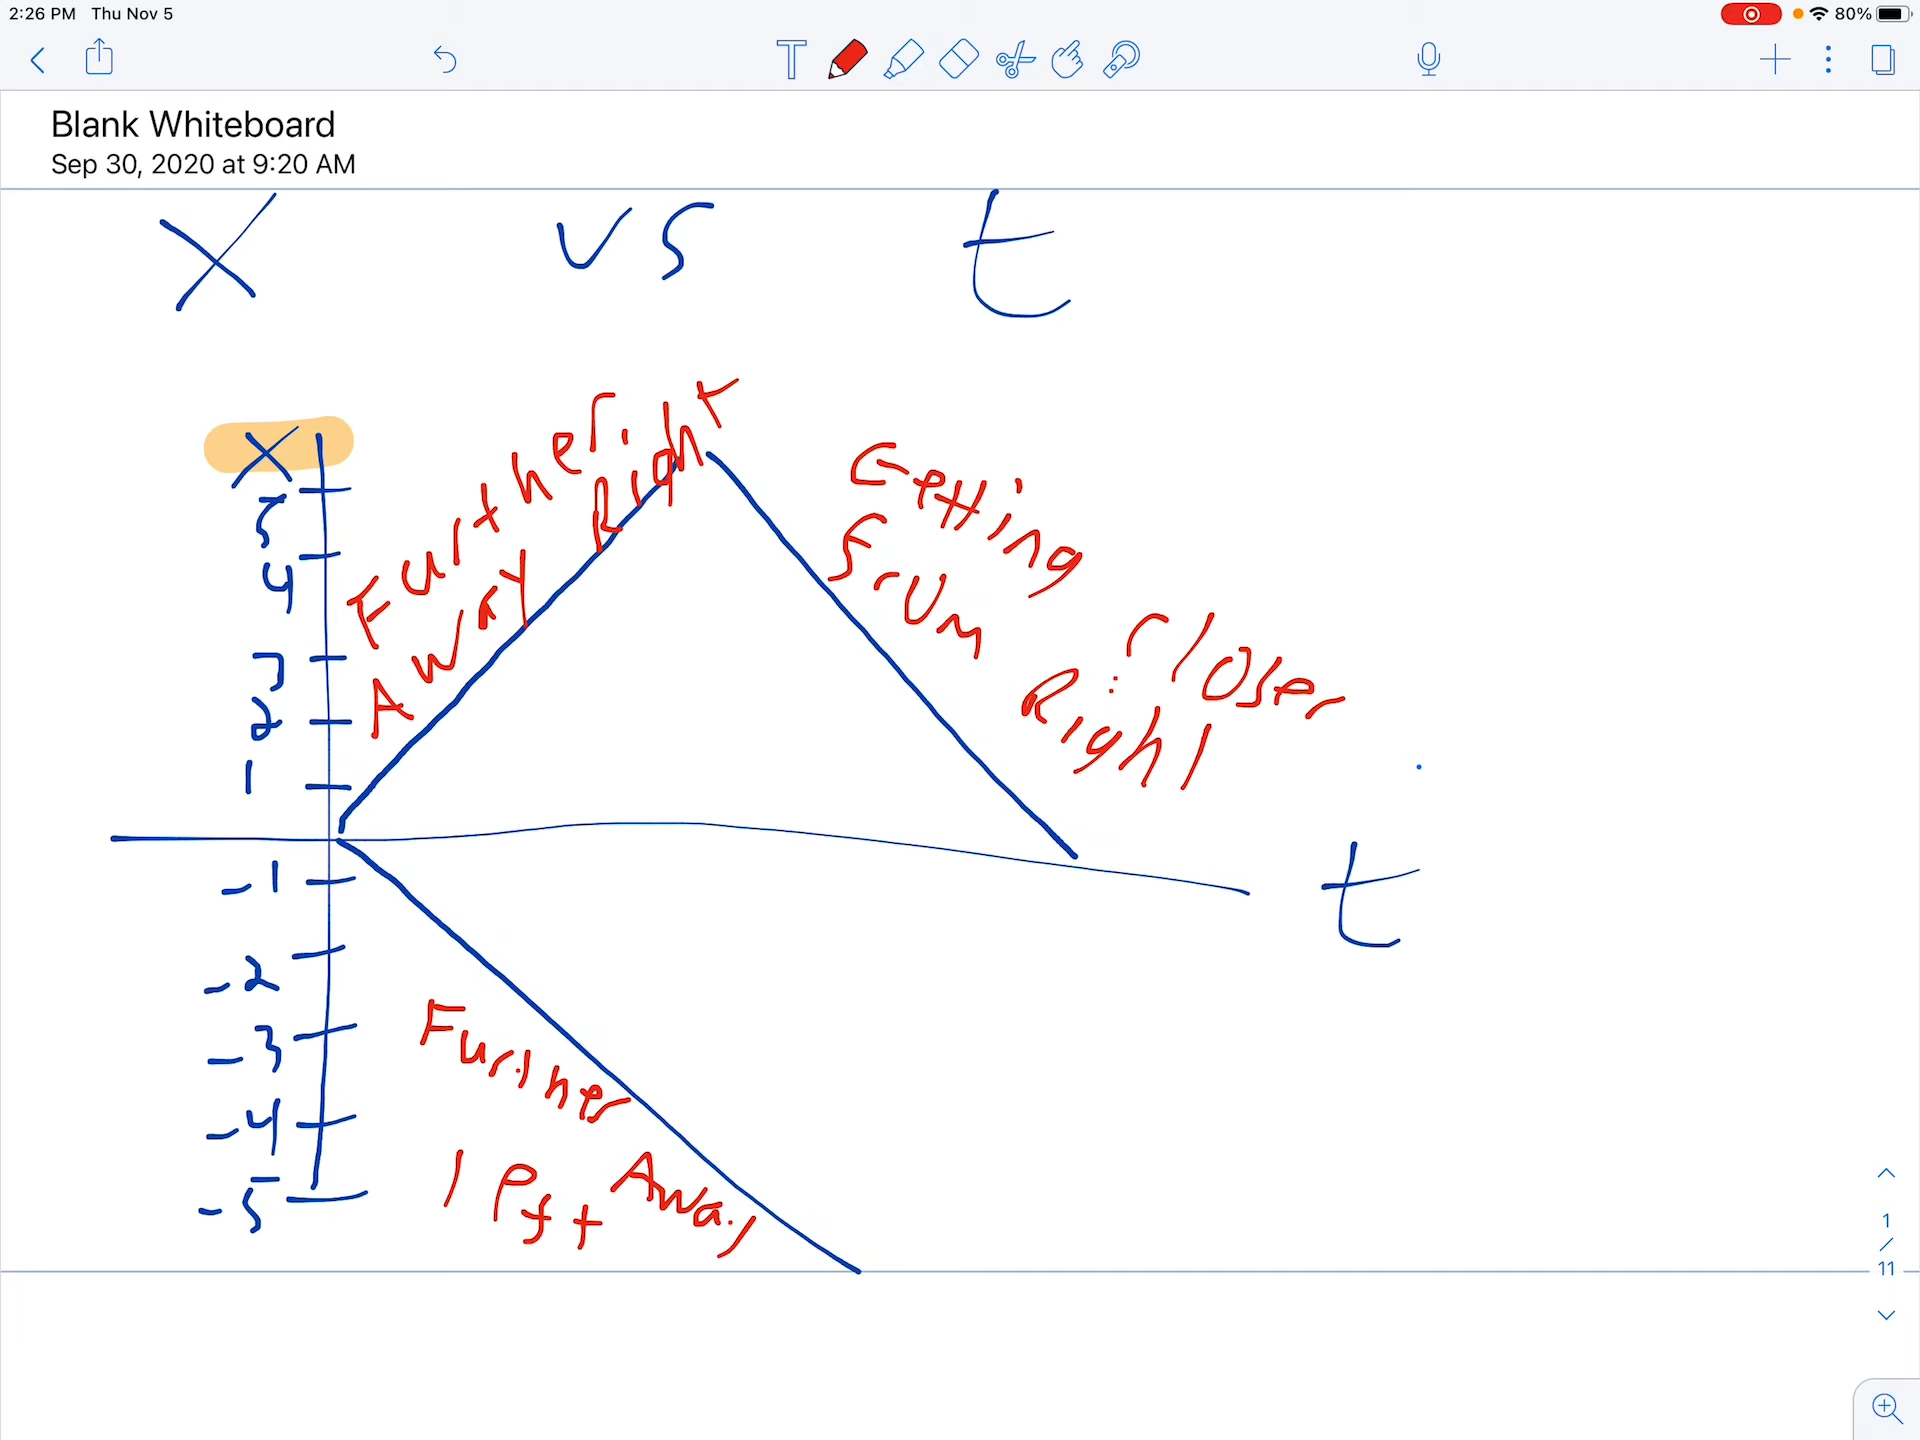 2:26 PM Thu Nov 5
80%
Blank Whiteboard
Sep 30, 2020 at 9:20 AM
x vs t
x
5
4
3
2
1
-1
-2
-3
-4
-5
Further
Away Right
Getting Closer
From Right
t
Further Away
left
1
/
11